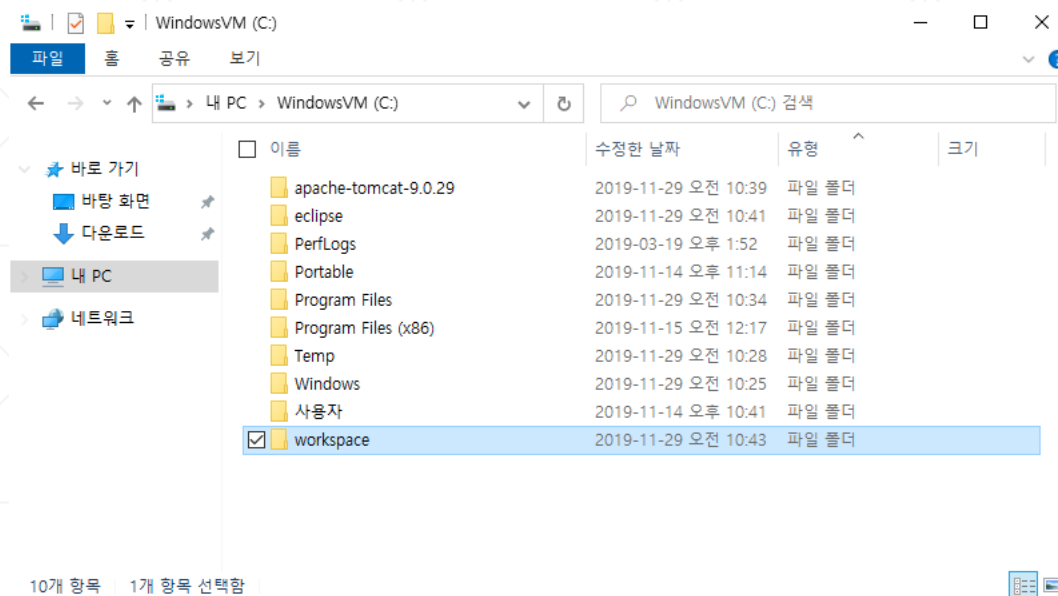 WindowsVM (C:)
파일 홈 공유 보기
내 PC WindowsVM (C:) WindowsVM (C:) 검색
이름 수정한 날짜 유형 크기
바로 가기
바탕 화면
다운로드
내 PC
네트워크
apache-tomcat-9.0.29 2019-11-29 오전 10:39 파일 폴더
eclipse 2019-11-29 오전 10:41 파일 폴더
PerfLogs 2019-03-19 오후 1:52 파일 폴더
Portable 2019-11-14 오후 11:14 파일 폴더
Program Files 2019-11-29 오전 10:34 파일 폴더
Program Files (x86) 2019-11-15 오전 12:17 파일 폴더
Temp 2019-11-29 오전 10:28 파일 폴더
Windows 2019-11-29 오전 10:25 파일 폴더
사용자 2019-11-14 오후 10:41 파일 폴더
workspace 2019-11-29 오전 10:43 파일 폴더
10개 항목 1개 항목 선택함